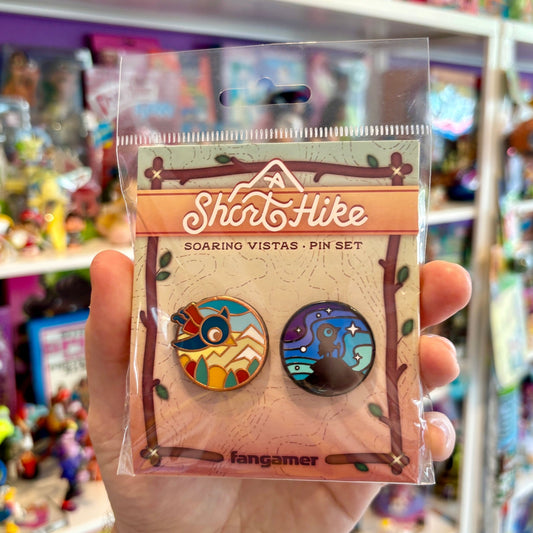 A Short Hike
SOARING VISTAS · PIN SET
fangamer